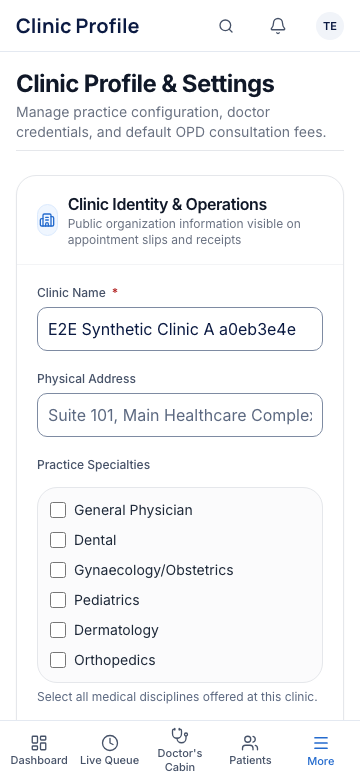 Clinic Profile
TE
Clinic Profile & Settings
Manage practice configuration, doctor
credentials, and default OPD consultation fees.
Clinic Identity & Operations
Public organization information visible on
appointment slips and receipts
Clinic Name *
E2E Synthetic Clinic A a0eb3e4e
Physical Address
Suite 101, Main Healthcare Complex
Practice Specialties
General Physician
Dental
Gynaecology/Obstetrics
Pediatrics
Dermatology
Orthopedics
Select all medical disciplines offered at this clinic.
Dashboard
Live Queue
Doctor's
Cabin
Patients
More